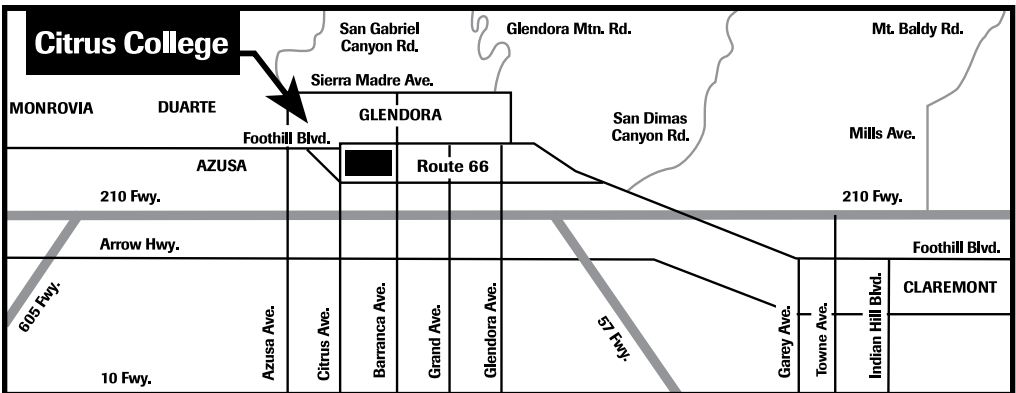 Citrus College
San Gabriel
Canyon Rd.
Glendora Mtn. Rd.
Mt. Baldy Rd.
Sierra Madre Ave.
MONROVIA
DUARTE
GLENDORA
San Dimas
Canyon Rd.
Foothill Blvd.
Mills Ave.
AZUSA
Route 66
210 Fwy.
210 Fwy.
Arrow Hwy.
Foothill Blvd.
CLAREMONT
605 Fwy.
Azusa Ave.
Citrus Ave.
Barranca Ave.
Grand Ave.
Glendora Ave.
57 Fwy.
Garey Ave.
Towne Ave.
Indian Hill Blvd.
10 Fwy.